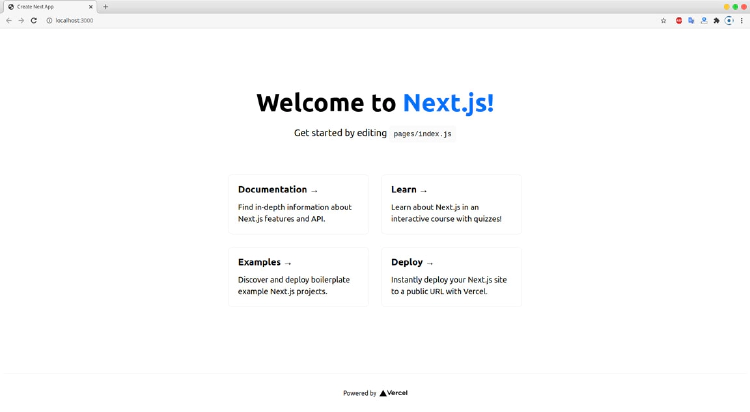 Create Next App
localhost:3000
Welcome to Next.js!
Get started by editing pages/index.js
Documentation →
Find in-depth information about
Next.js features and API.
Learn →
Learn about Next.js in an
interactive course with quizzes!
Examples →
Discover and deploy boilerplate
example Next.js projects.
Deploy →
Instantly deploy your Next.js site
to a public URL with Vercel.
Powered by Vercel